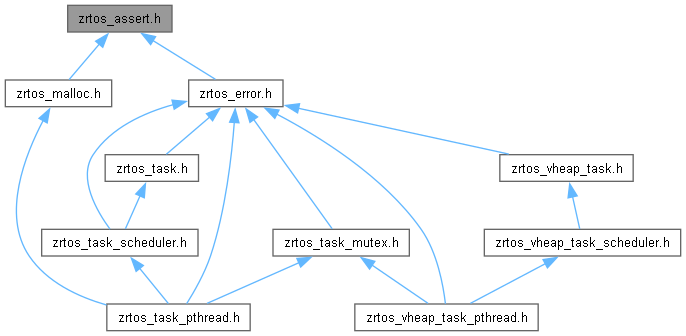 zrtos_assert.h
zrtos_malloc.h
zrtos_error.h
zrtos_task.h
zrtos_vheap_task.h
zrtos_task_scheduler.h
zrtos_task_mutex.h
zrtos_vheap_task_scheduler.h
zrtos_task_pthread.h
zrtos_vheap_task_pthread.h